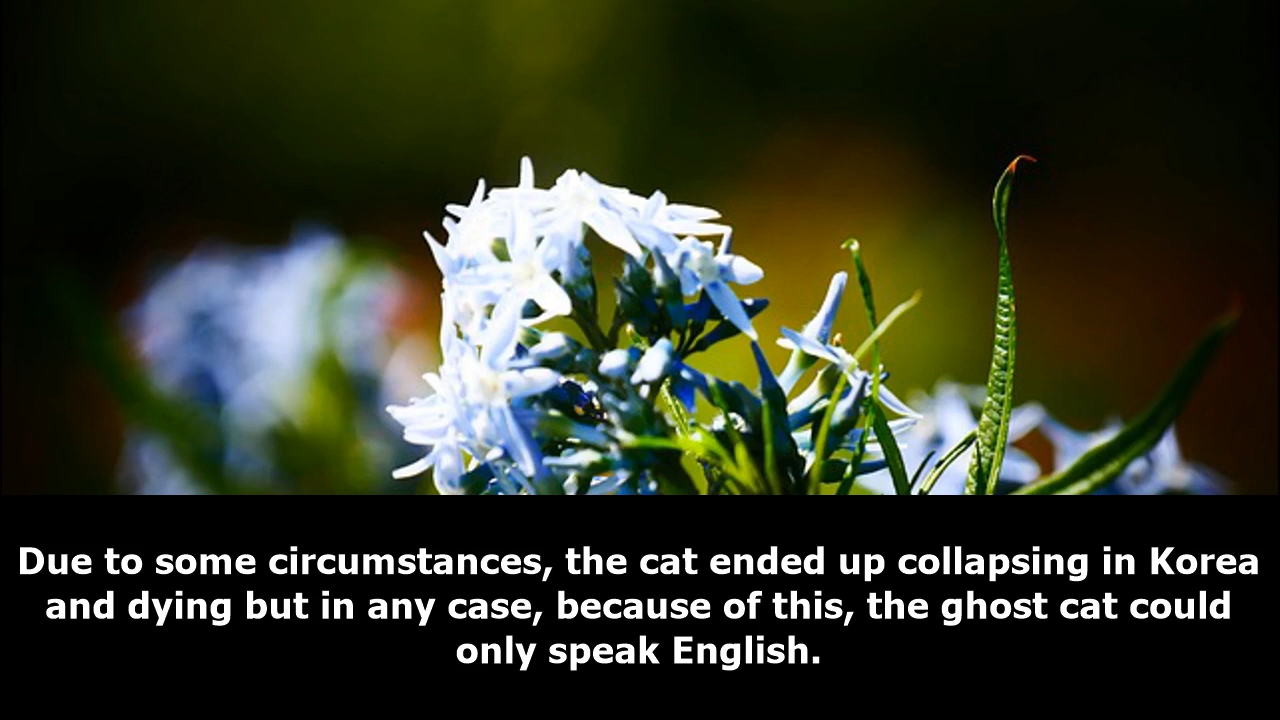 Due to some circumstances, the cat ended up collapsing in Korea
and dying but in any case, because of this, the ghost cat could
only speak English.